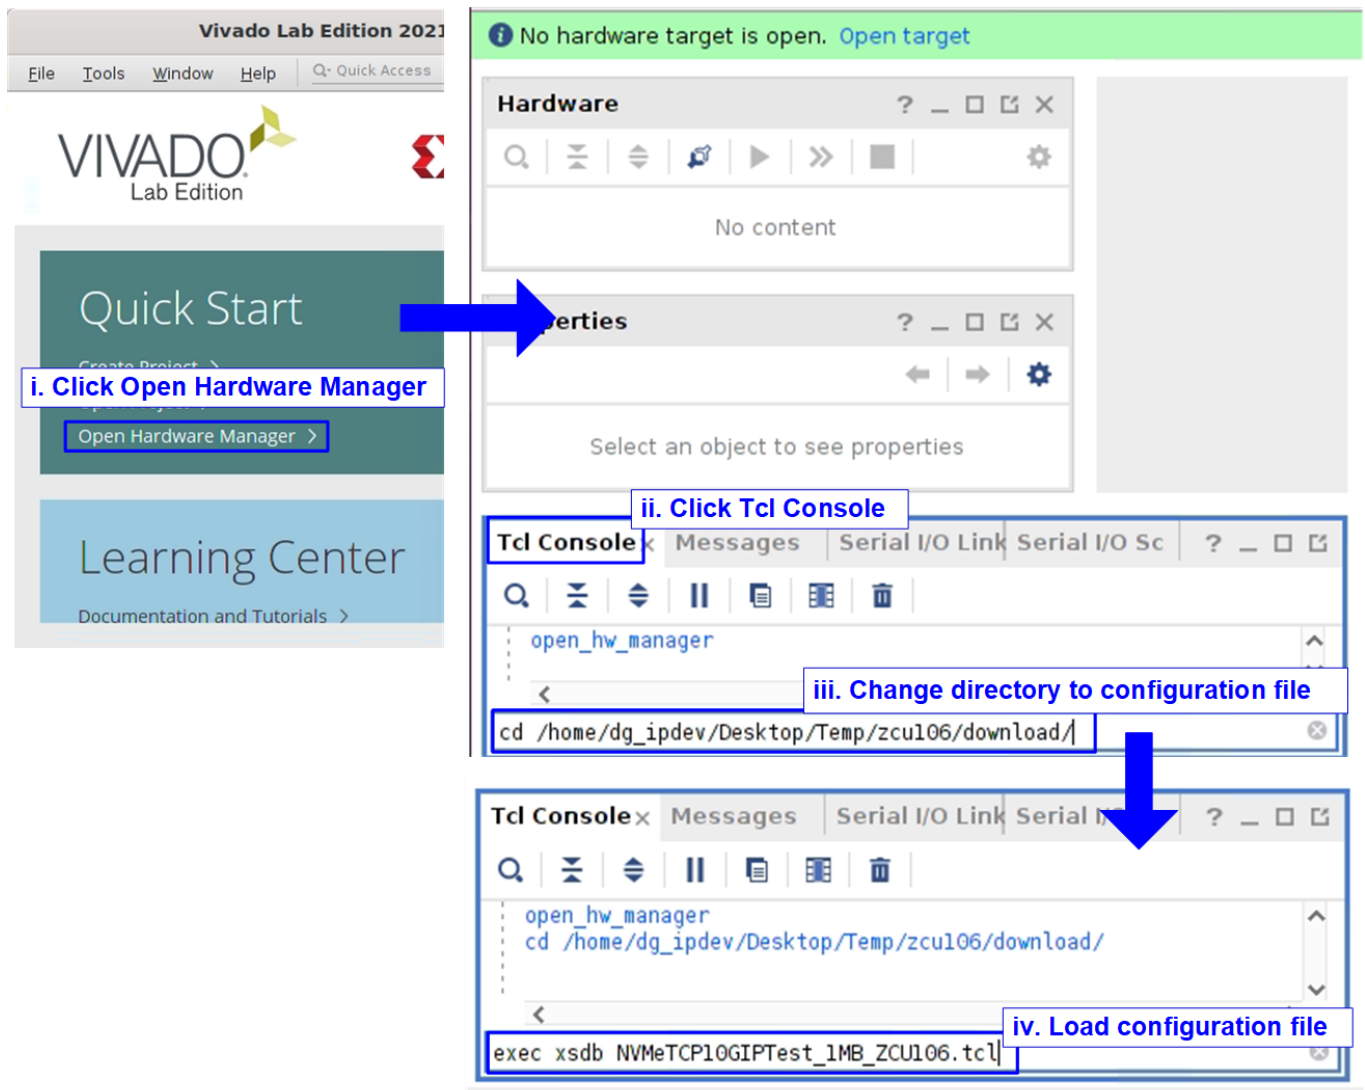 Vivado Lab Edition 2021
File Tools Window Help Quick Access
VIVADO.
Lab Edition
Quick Start
Create Project >
i. Click Open Hardware Manager
Open Hardware Manager >
Learning Center
Documentation and Tutorials >
No hardware target is open. Open target
Hardware
No content
perties
Select an object to see properties
ii. Click Tcl Console
Tcl Console Messages Serial I/O Link Serial I/O Sc
open_hw_manager
iii. Change directory to configuration file
cd /home/dg_ipdev/Desktop/Temp/zcu106/download/
Tcl Console Messages Serial I/O Link Serial I/
open_hw_manager
cd /home/dg_ipdev/Desktop/Temp/zcu106/download/
iv. Load configuration file
exec xsdb NVMeTCP10GIPTest_1MB_ZCU106.tcl